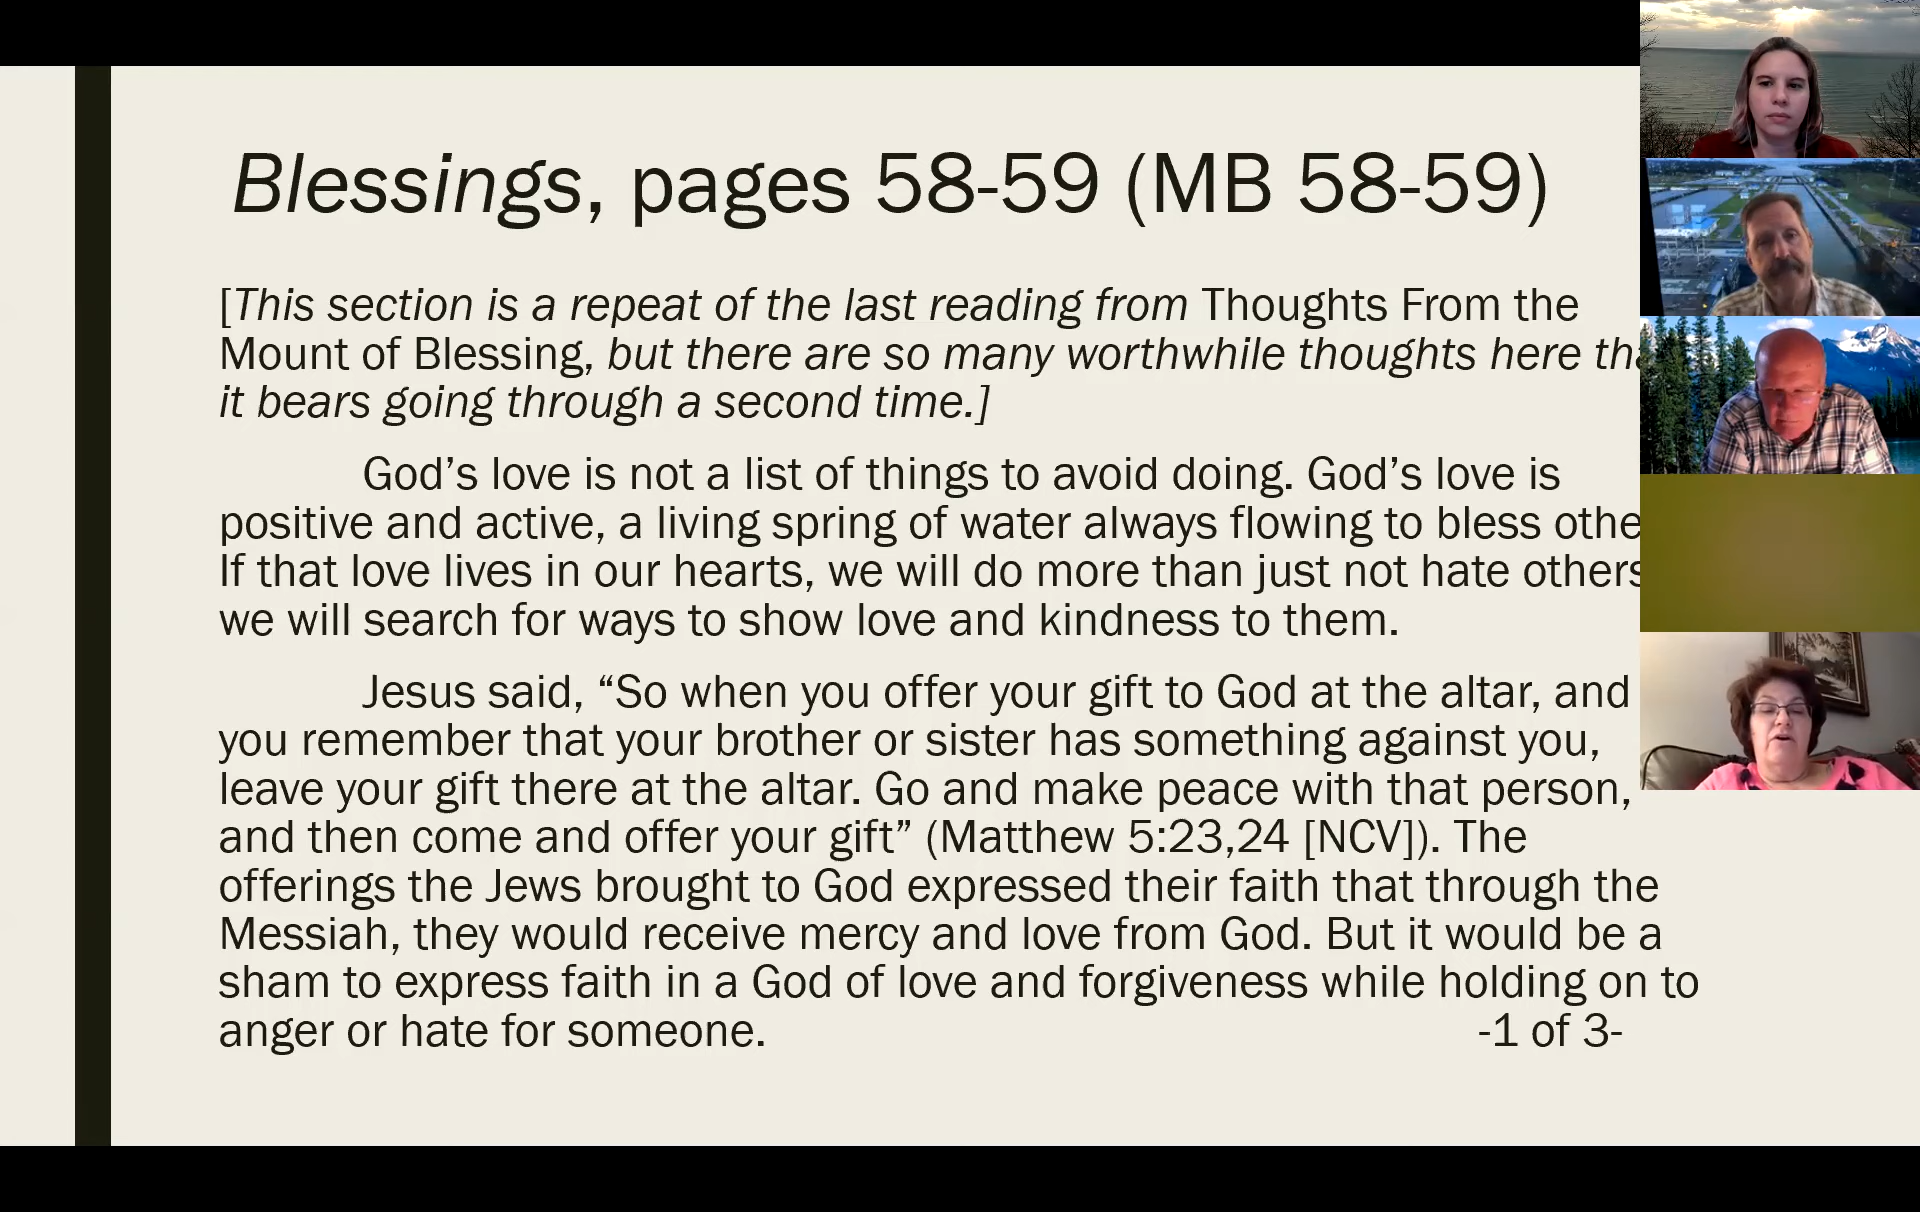 Blessings, pages 58-59 (MB 58-59)
[This section is a repeat of the last reading from Thoughts From the
Mount of Blessing, but there are so many worthwhile thoughts here
it bears going through a second time.]
God’s love is not a list of things to avoid doing. God’s love is
positive and active, a living spring of water always flowing to bless
If that love lives in our hearts, we will do more than just not hate others
we will search for ways to show love and kindness to them.
Jesus said, “So when you offer your gift to God at the altar, and
you remember that your brother or sister has something against you,
leave your gift there at the altar. Go and make peace with that person,
and then come and offer your gift” (Matthew 5:23,24 [NCV]). The
offerings the Jews brought to God expressed their faith that through the
Messiah, they would receive mercy and love from God. But it would be a
sham to express faith in a God of love and forgiveness while holding on to
anger or hate for someone. -1 of 3-